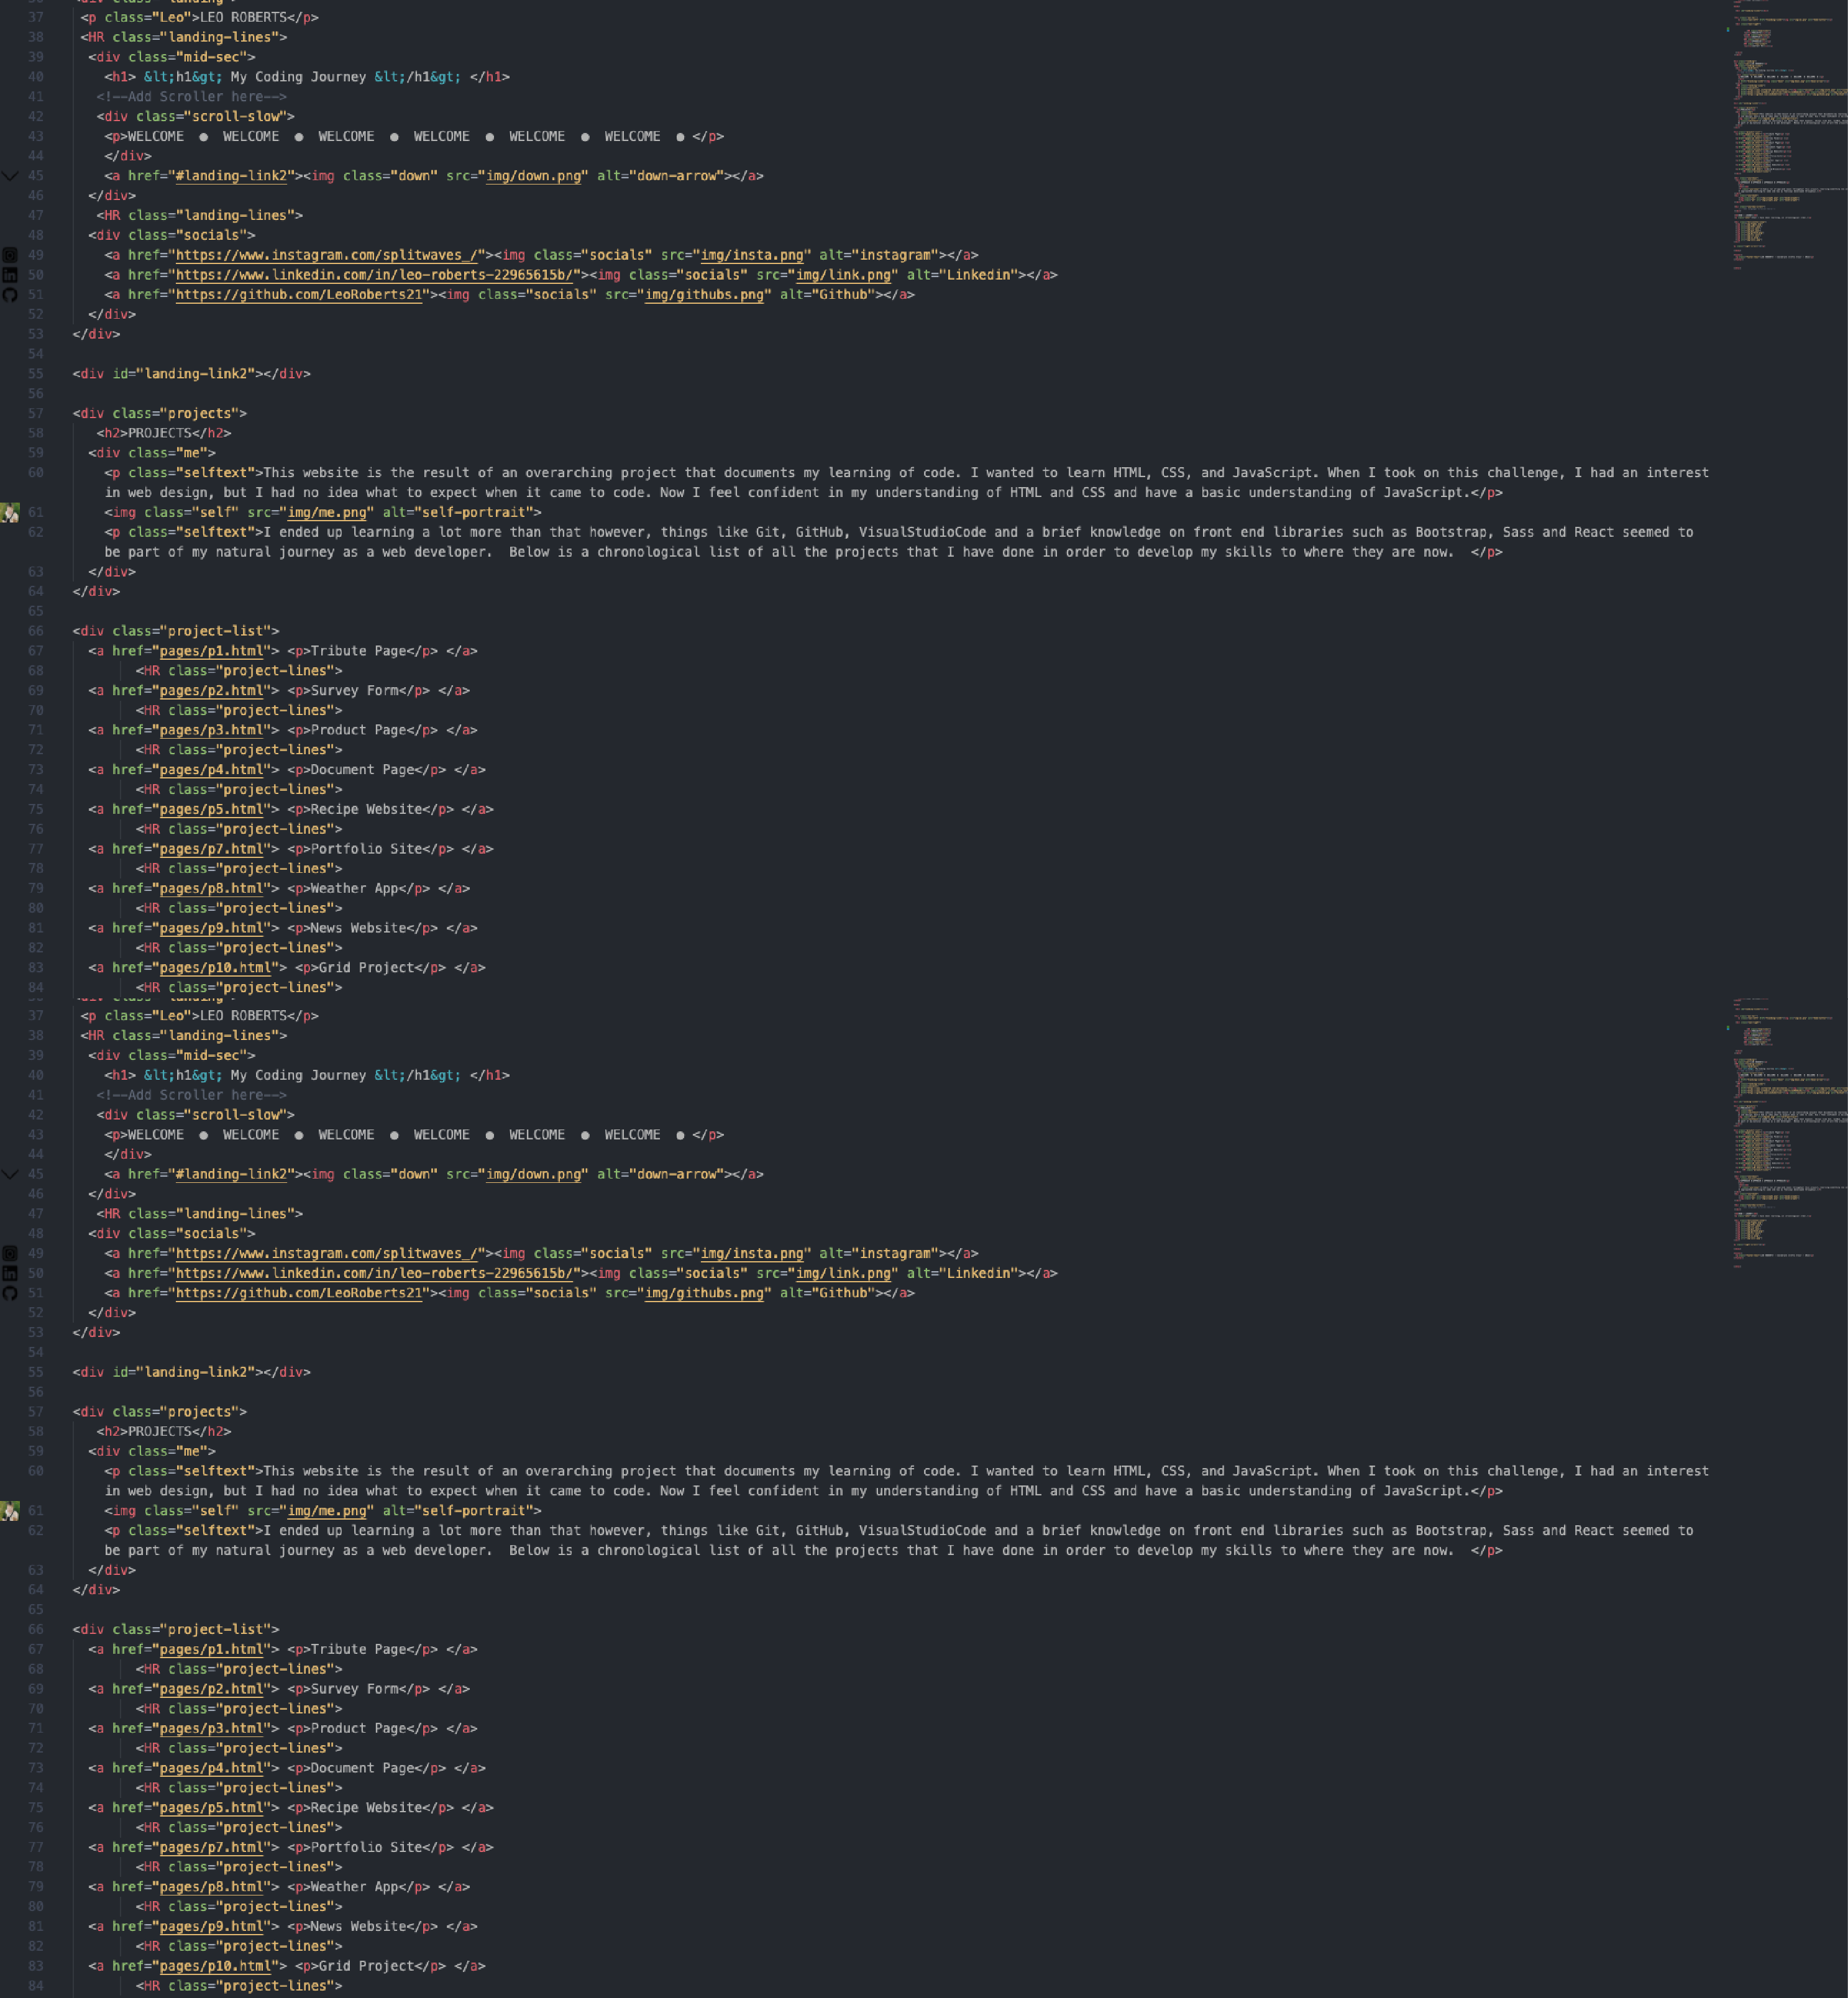 37 <p class="Leo">LEO ROBERTS</p>
38 <HR class="landing-lines">
39 <div class="mid-sec">
40 <h1> &lt;h1&gt; My Coding Journey &lt;/h1&gt; </h1>
41 <!--Add Scroller here-->
42 <div class="scroll-slow">
43 <p>WELCOME ● WELCOME ● WELCOME ● WELCOME ● WELCOME ● WELCOME ● </p>
44 </div>
45 <a href="#landing-link2"><img class="down" src="img/down.png" alt="down-arrow"></a>
46 </div>
47 <HR class="landing-lines">
48 <div class="socials">
49 <a href="https://www.instagram.com/splitwaves_/"><img class="socials" src="img/insta.png" alt="instagram"></a>
50 <a href="https://www.linkedin.com/in/leo-roberts-22965615b/"><img class="socials" src="img/link.png" alt="Linkedin"></a>
51 <a href="https://github.com/LeoRoberts21"><img class="socials" src="img/githubs.png" alt="Github"></a>
52 </div>
53 </div>
54
55 <div id="landing-link2"></div>
56
57 <div class="projects">
58 <h2>PROJECTS</h2>
59 <div class="me">
60 <p class="selftext">This website is the result of an overarching project that documents my learning of code. I wanted to learn HTML, CSS, and JavaScript. When I took on this challenge, I had an interest
in web design, but I had no idea what to expect when it came to code. Now I feel confident in my understanding of HTML and CSS and have a basic understanding of JavaScript.</p>
61 <img class="self" src="img/me.png" alt="self-portrait">
62 <p class="selftext">I ended up learning a lot more than that however, things like Git, GitHub, VisualStudioCode and a brief knowledge on front end libraries such as Bootstrap, Sass and React seemed to
be part of my natural journey as a web developer.  Below is a chronological list of all the projects that I have done in order to develop my skills to where they are now.  </p>
63 </div>
64 </div>
65
66 <div class="project-list">
67 <a href="pages/p1.html"> <p>Tribute Page</p> </a>
68 <HR class="project-lines">
69 <a href="pages/p2.html"> <p>Survey Form</p> </a>
70 <HR class="project-lines">
71 <a href="pages/p3.html"> <p>Product Page</p> </a>
72 <HR class="project-lines">
73 <a href="pages/p4.html"> <p>Document Page</p> </a>
74 <HR class="project-lines">
75 <a href="pages/p5.html"> <p>Recipe Website</p> </a>
76 <HR class="project-lines">
77 <a href="pages/p7.html"> <p>Portfolio Site</p> </a>
78 <HR class="project-lines">
79 <a href="pages/p8.html"> <p>Weather App</p> </a>
80 <HR class="project-lines">
81 <a href="pages/p9.html"> <p>News Website</p> </a>
82 <HR class="project-lines">
83 <a href="pages/p10.html"> <p>Grid Project</p> </a>
84 <HR class="project-lines">
37 <p class="Leo">LEO ROBERTS</p>
38 <HR class="landing-lines">
39 <div class="mid-sec">
40 <h1> &lt;h1&gt; My Coding Journey &lt;/h1&gt; </h1>
41 <!--Add Scroller here-->
42 <div class="scroll-slow">
43 <p>WELCOME ● WELCOME ● WELCOME ● WELCOME ● WELCOME ● WELCOME ● </p>
44 </div>
45 <a href="#landing-link2"><img class="down" src="img/down.png" alt="down-arrow"></a>
46 </div>
47 <HR class="landing-lines">
48 <div class="socials">
49 <a href="https://www.instagram.com/splitwaves_/"><img class="socials" src="img/insta.png" alt="instagram"></a>
50 <a href="https://www.linkedin.com/in/leo-roberts-22965615b/"><img class="socials" src="img/link.png" alt="Linkedin"></a>
51 <a href="https://github.com/LeoRoberts21"><img class="socials" src="img/githubs.png" alt="Github"></a>
52 </div>
53 </div>
54
55 <div id="landing-link2"></div>
56
57 <div class="projects">
58 <h2>PROJECTS</h2>
59 <div class="me">
60 <p class="selftext">This website is the result of an overarching project that documents my learning of code. I wanted to learn HTML, CSS, and JavaScript. When I took on this challenge, I had an interest
in web design, but I had no idea what to expect when it came to code. Now I feel confident in my understanding of HTML and CSS and have a basic understanding of JavaScript.</p>
61 <img class="self" src="img/me.png" alt="self-portrait">
62 <p class="selftext">I ended up learning a lot more than that however, things like Git, GitHub, VisualStudioCode and a brief knowledge on front end libraries such as Bootstrap, Sass and React seemed to
be part of my natural journey as a web developer.  Below is a chronological list of all the projects that I have done in order to develop my skills to where they are now.  </p>
63 </div>
64 </div>
65
66 <div class="project-list">
67 <a href="pages/p1.html"> <p>Tribute Page</p> </a>
68 <HR class="project-lines">
69 <a href="pages/p2.html"> <p>Survey Form</p> </a>
70 <HR class="project-lines">
71 <a href="pages/p3.html"> <p>Product Page</p> </a>
72 <HR class="project-lines">
73 <a href="pages/p4.html"> <p>Document Page</p> </a>
74 <HR class="project-lines">
75 <a href="pages/p5.html"> <p>Recipe Website</p> </a>
76 <HR class="project-lines">
77 <a href="pages/p7.html"> <p>Portfolio Site</p> </a>
78 <HR class="project-lines">
79 <a href="pages/p8.html"> <p>Weather App</p> </a>
80 <HR class="project-lines">
81 <a href="pages/p9.html"> <p>News Website</p> </a>
82 <HR class="project-lines">
83 <a href="pages/p10.html"> <p>Grid Project</p> </a>
84 <HR class="project-lines">